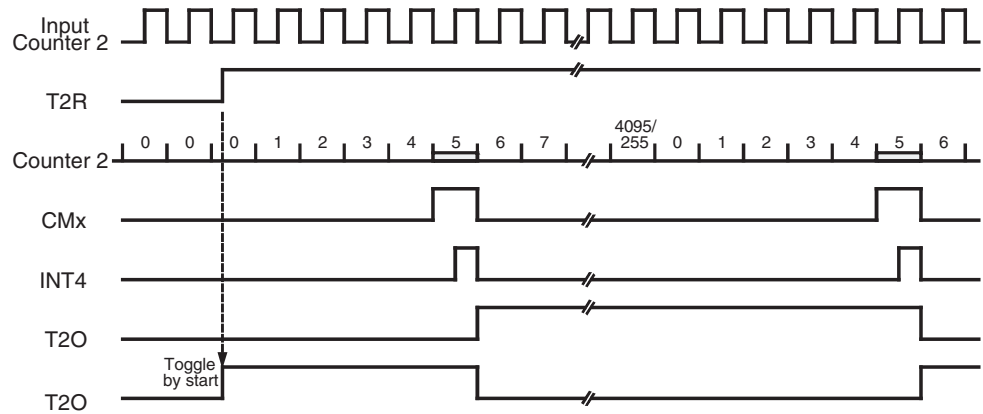 Input
Counter 2
T2R
4095/
0 0 0 1 2 3 4 5 6 7 255 0 1 2 3 4 5 6
Counter 2
CMx
INT4
T2O
Toggle
by start
T2O